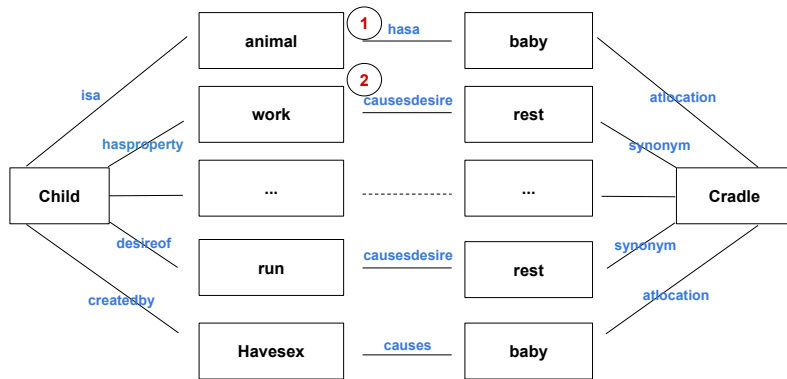 1
animal
hasa
baby
isa
2
atlocation
work
causesdesire
rest
hasproperty
synonym
Child
...
...
Cradle
desireof
synonym
run
causesdesire
rest
createdby
atlocation
Havesex
causes
baby